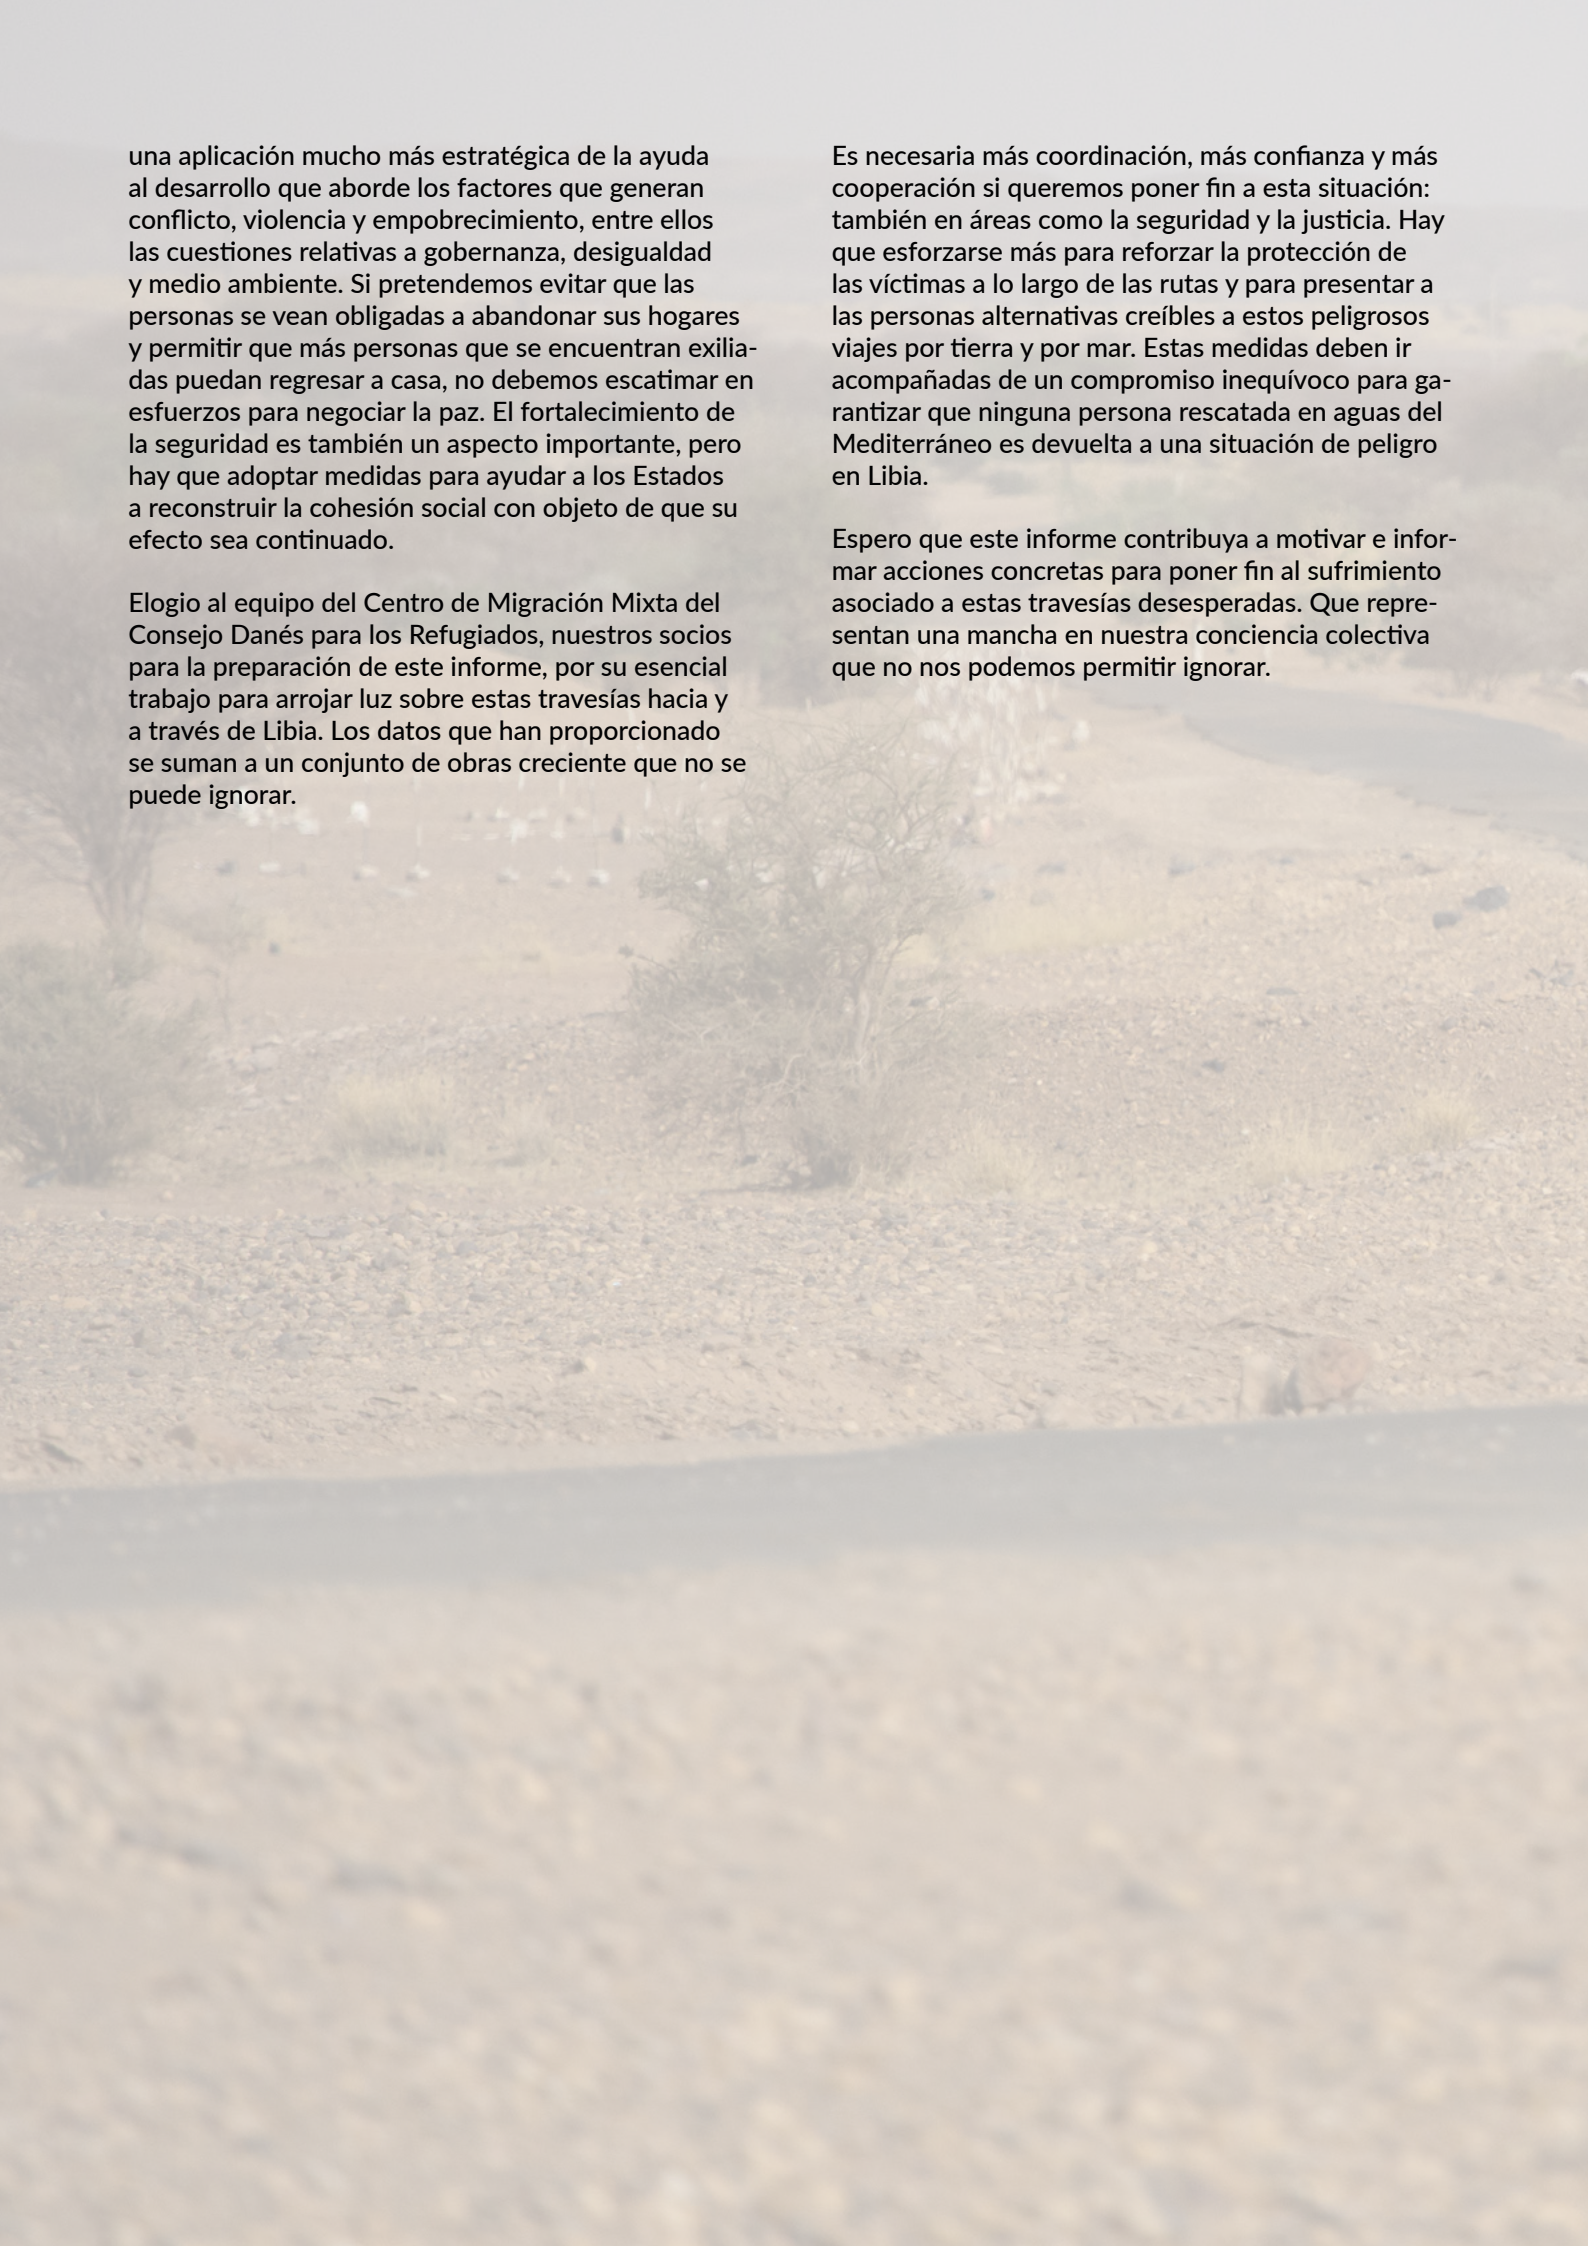 una aplicación mucho más estratégica de la ayuda
al desarrollo que aborde los factores que generan
conflicto, violencia y empobrecimiento, entre ellos
las cuestiones relativas a gobernanza, desigualdad
y medio ambiente. Si pretendemos evitar que las
personas se vean obligadas a abandonar sus hogares
y permitir que más personas que se encuentran exilia-
das puedan regresar a casa, no debemos escatimar en
esfuerzos para negociar la paz. El fortalecimiento de
la seguridad es también un aspecto importante, pero
hay que adoptar medidas para ayudar a los Estados
a reconstruir la cohesión social con objeto de que su
efecto sea continuado.
Elogio al equipo del Centro de Migración Mixta del
Consejo Danés para los Refugiados, nuestros socios
para la preparación de este informe, por su esencial
trabajo para arrojar luz sobre estas travesías hacia y
a través de Libia. Los datos que han proporcionado
se suman a un conjunto de obras creciente que no se
puede ignorar.
Es necesaria más coordinación, más confianza y más
cooperación si queremos poner fin a esta situación:
también en áreas como la seguridad y la justicia. Hay
que esforzarse más para reforzar la protección de
las víctimas a lo largo de las rutas y para presentar a
las personas alternativas creíbles a estos peligrosos
viajes por tierra y por mar. Estas medidas deben ir
acompañadas de un compromiso inequívoco para ga-
rantizar que ninguna persona rescatada en aguas del
Mediterráneo es devuelta a una situación de peligro
en Libia.
Espero que este informe contribuya a motivar e infor-
mar acciones concretas para poner fin al sufrimiento
asociado a estas travesías desesperadas. Que repre-
sentan una mancha en nuestra conciencia colectiva
que no nos podemos permitir ignorar.